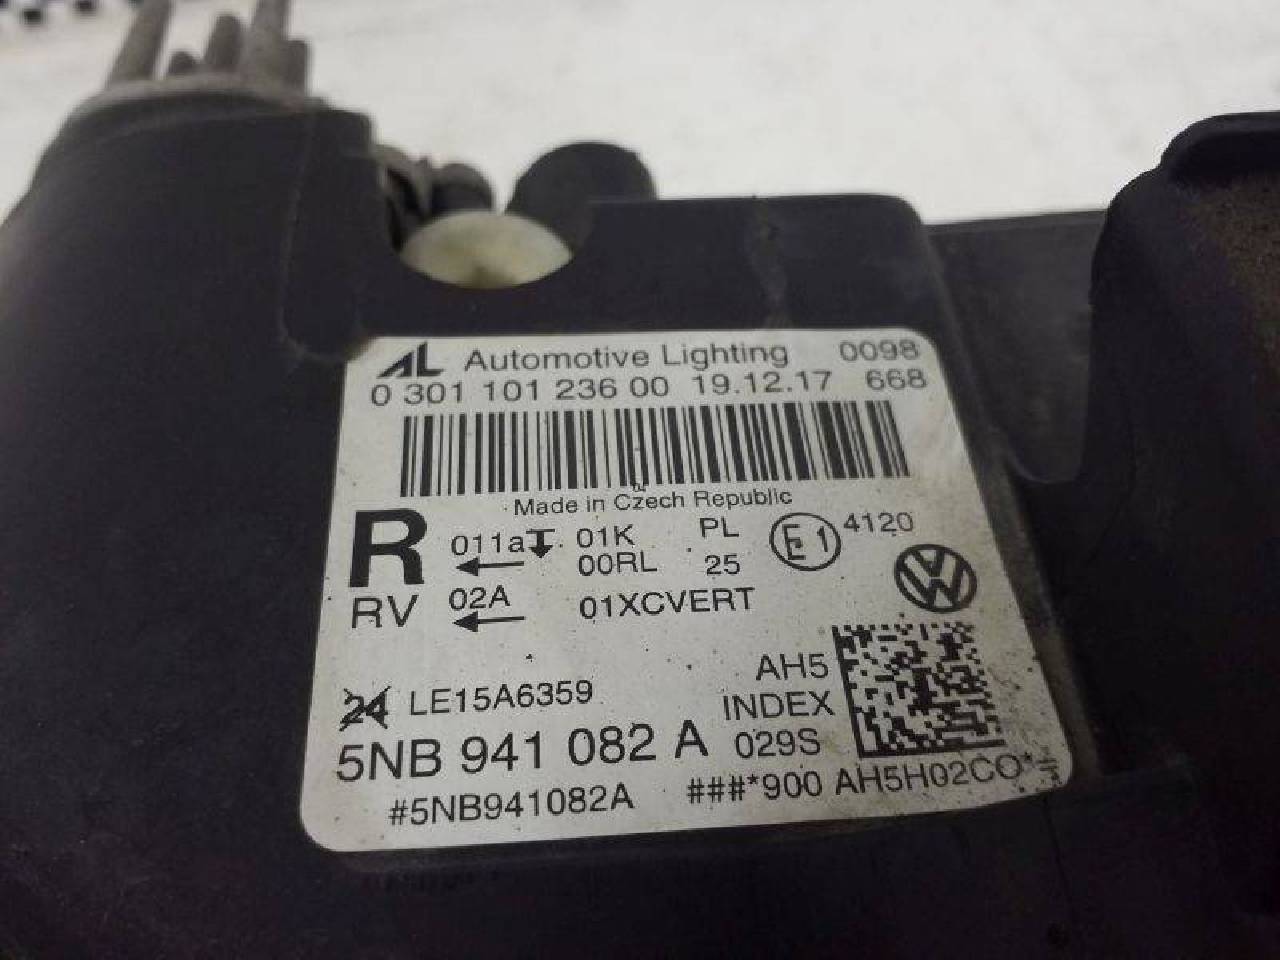 AL Automotive Lighting 0098
0 301 101 236 00 19.12.17 668
Made in Czech Republic
R 011a 01K PL E1 4120
00RL 25
RV 02A 01XCVERT
24 LE15A6359 AH5
INDEX
5NB 941 082 A 029S
#5NB941082A ###*900 AH5H02CO*=